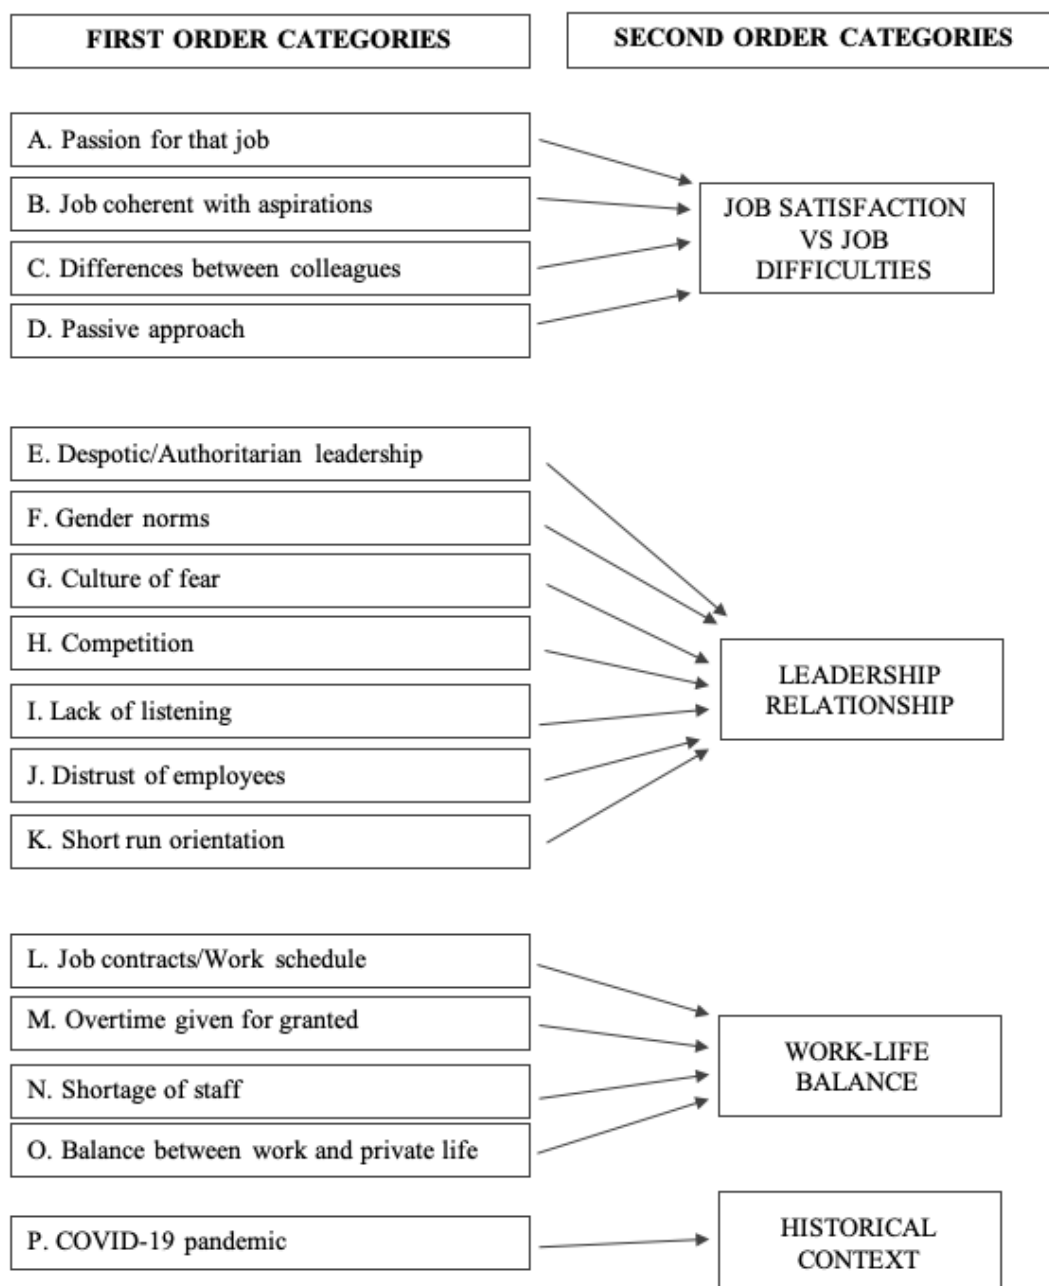 FIRST ORDER CATEGORIES
SECOND ORDER CATEGORIES
A. Passion for that job
B. Job coherent with aspirations
C. Differences between colleagues
D. Passive approach
JOB SATISFACTION
VS JOB
DIFFICULTIES
E. Despotic/Authoritarian leadership
F. Gender norms
G. Culture of fear
H. Competition
I. Lack of listening
J. Distrust of employees
K. Short run orientation
LEADERSHIP
RELATIONSHIP
L. Job contracts/Work schedule
M. Overtime given for granted
N. Shortage of staff
O. Balance between work and private life
WORK-LIFE
BALANCE
P. COVID-19 pandemic
HISTORICAL
CONTEXT